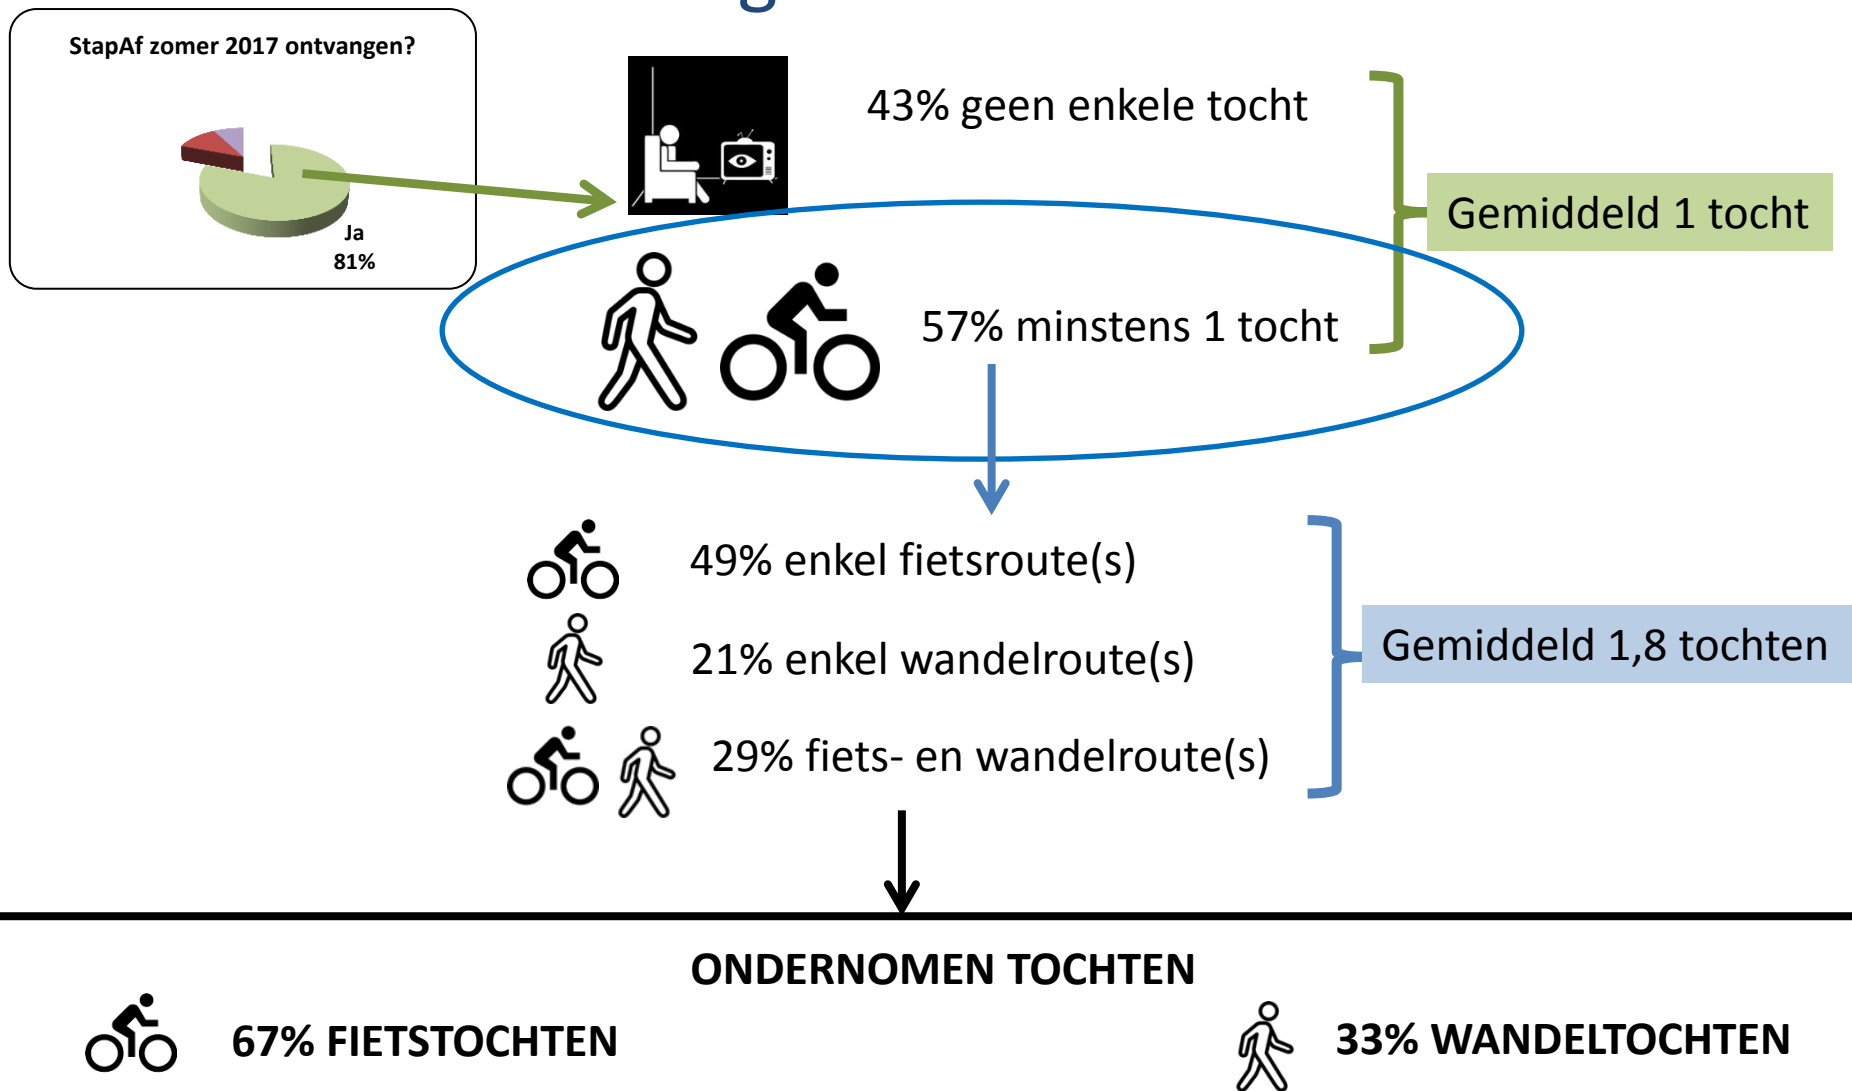 StapAf zomer 2017 ontvangen?
Ja
81%
43% geen enkele tocht
Gemiddeld 1 tocht
57% minstens 1 tocht
49% enkel fietsroute(s)
21% enkel wandelroute(s)
Gemiddeld 1,8 tochten
29% fiets- en wandelroute(s)
ONDERNOMEN TOCHTEN
67% FIETSTOCHTEN
33% WANDELTOCHTEN